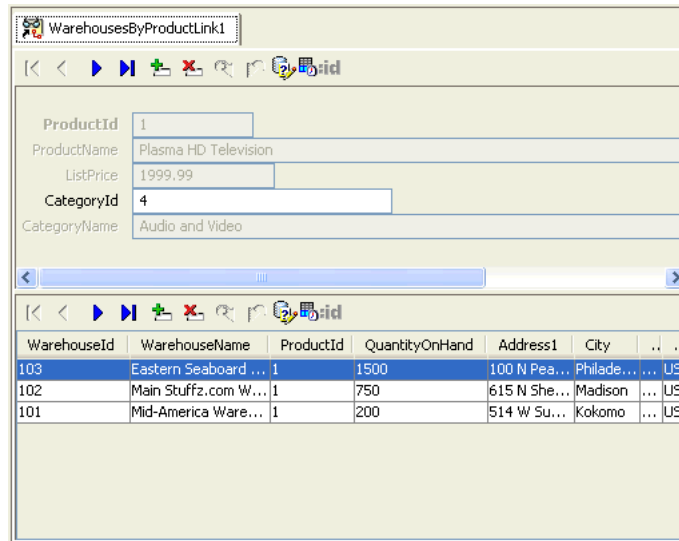 WarehousesByProductLink1
:id
ProductId 1
ProductName Plasma HD Television
ListPrice 1999.99
CategoryId 4
CategoryName Audio and Video
:id
WarehouseId WarehouseName ProductId QuantityOnHand Address1 City .. .
103 Eastern Seaboard ... 1 1500 100 N Pea... Philade... ... US
102 Main Stuffz.com W... 1 750 615 N She... Madison ... US
101 Mid-America Ware... 1 200 514 W Su... Kokomo ... US